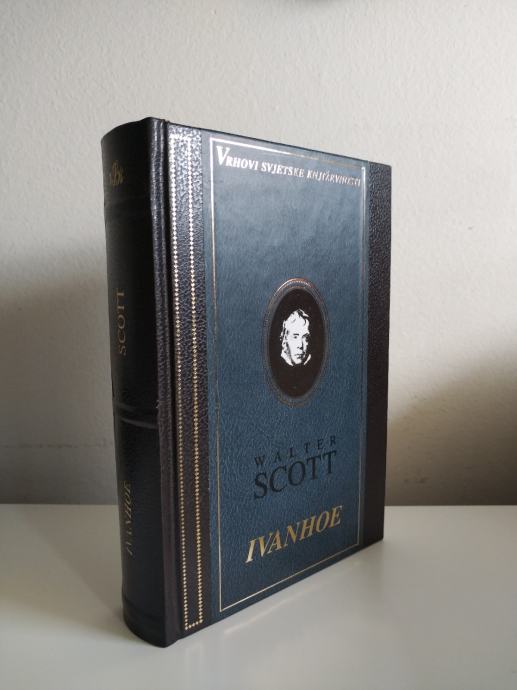 VRHOVI SVJETSKE KNJIŽEVNOSTI
WALTER
SCOTT
IVANHOE
SCOTT
IVANHOE